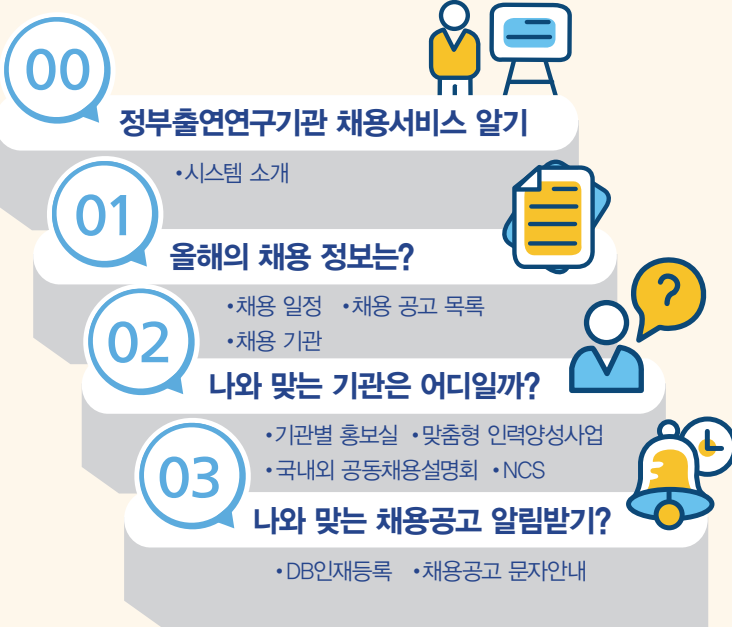 00
정부출연연구기관 채용서비스 알기
•시스템 소개
01
올해의 채용 정보는?
•채용 일정 •채용 공고 목록
•채용 기관
02
나와 맞는 기관은 어디일까?
•기관별 홍보실 •맞춤형 인력양성사업
•국내외 공동채용설명회 •NCS
03
나와 맞는 채용공고 알림받기?
•DB인재등록 •채용공고 문자안내